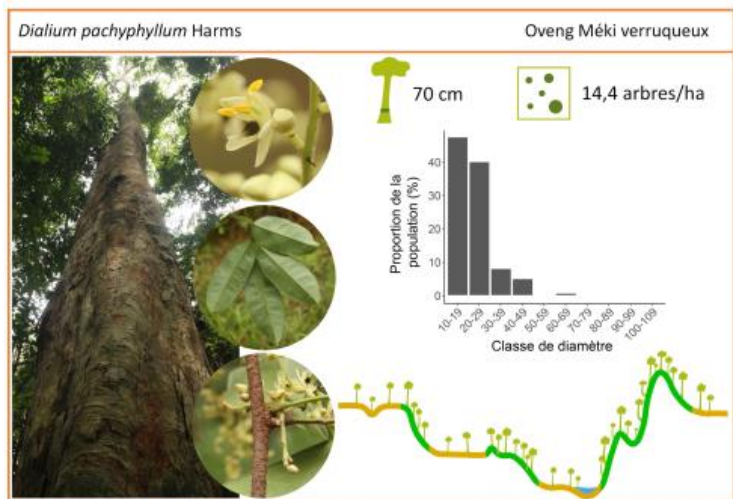 Dialium pachyphyllum Harms
Oveng Méki verruqueux
70 cm
14,4 arbres/ha
Proportion de la
population (%)
40
30
20
10
0
10-19
20-29
30-39
40-49
50-59
60-69
70-79
80-89
90-99
100-109
Classe de diamètre